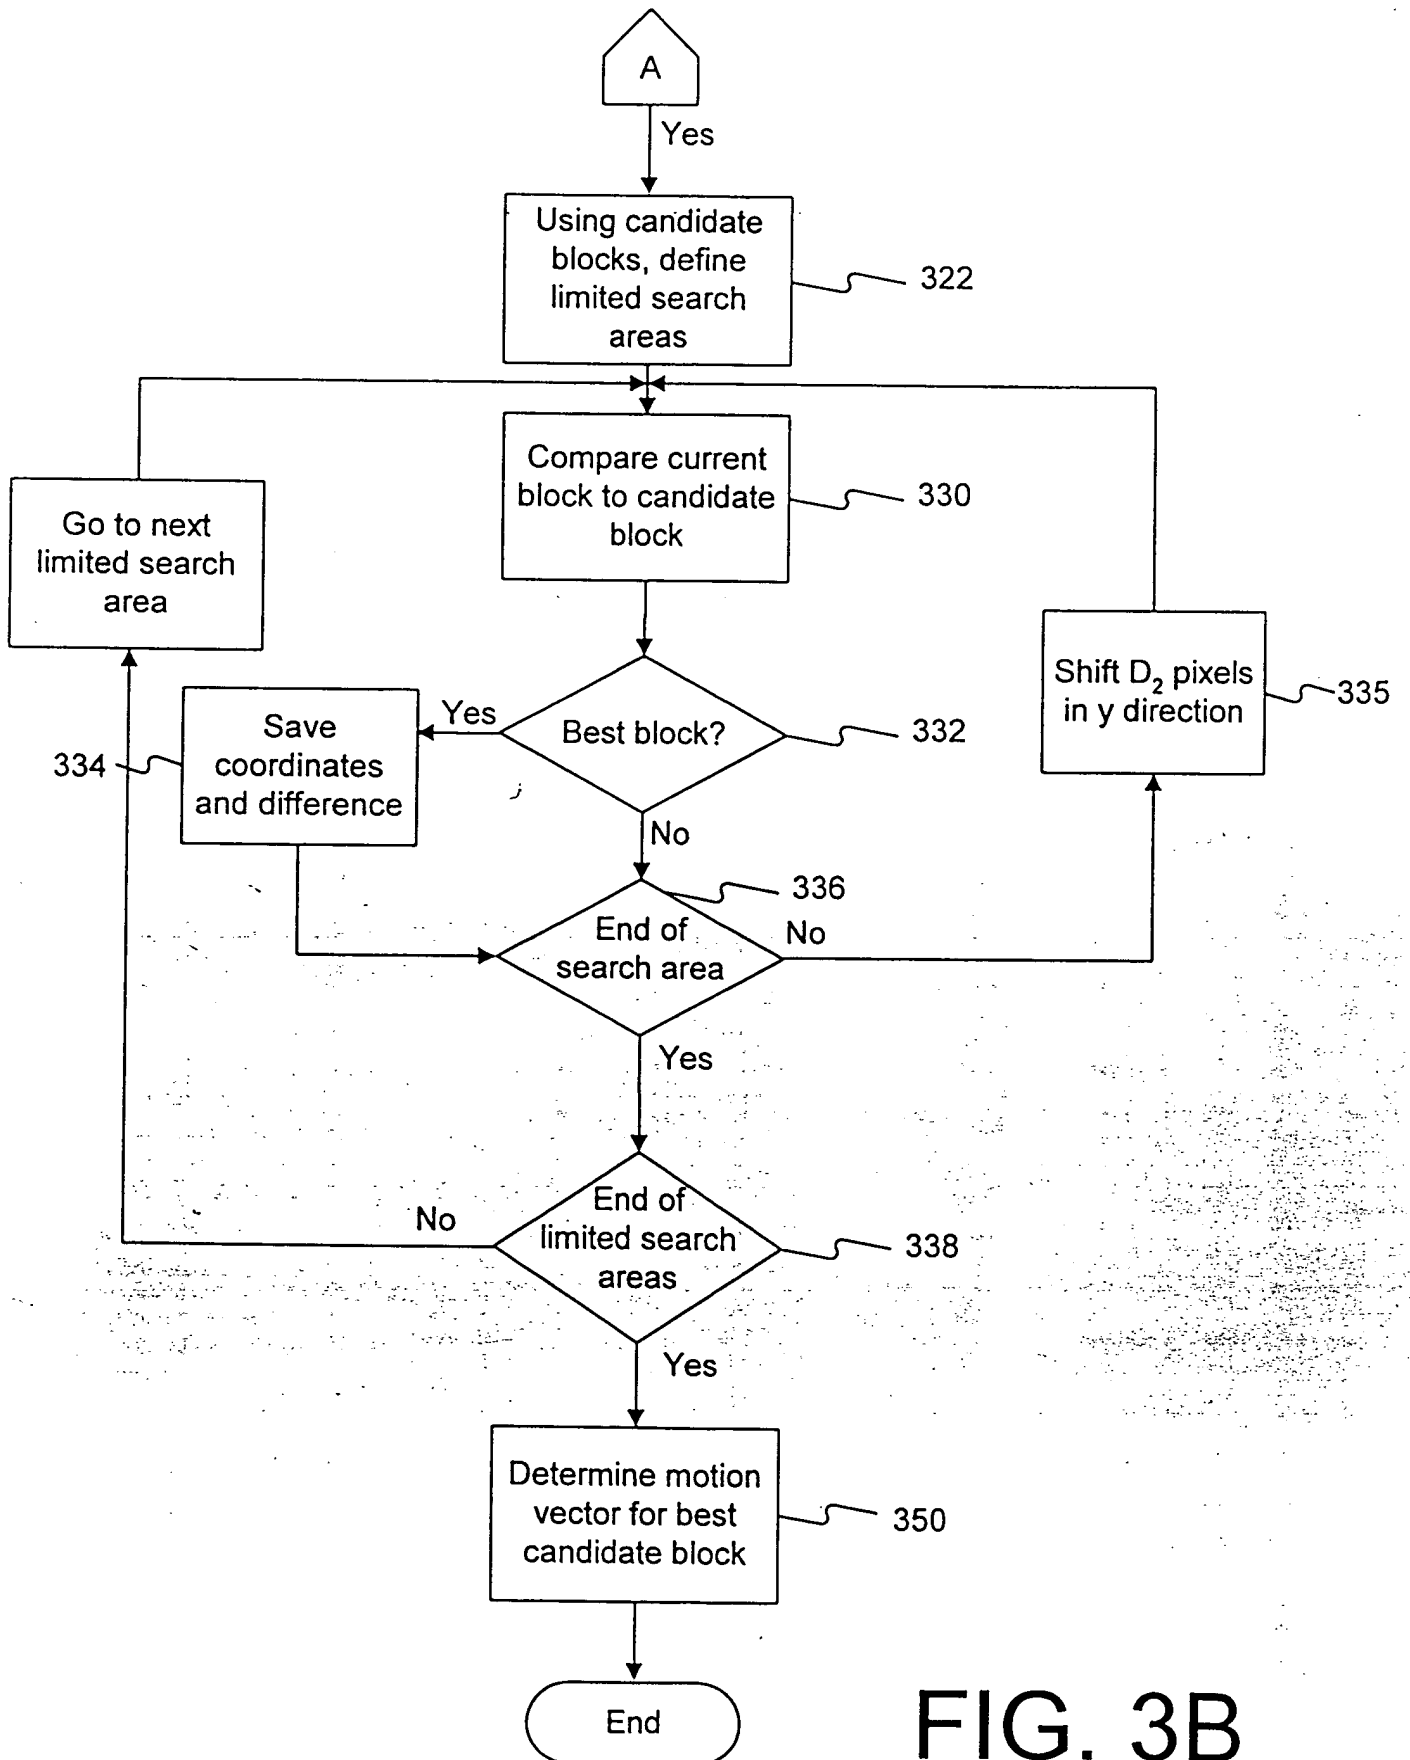 A
Yes
Using candidate
blocks, define
limited search
areas
322
Compare current
block to candidate
block
330
Go to next
limited search
area
Shift D₂ pixels
in y direction
335
Save
coordinates
and difference
334
Yes
Best block?
332
No
336
End of
search area
No
Yes
End of
limited search
areas
No
338
Yes
Determine motion
vector for best
candidate block
350
End
FIG. 3B